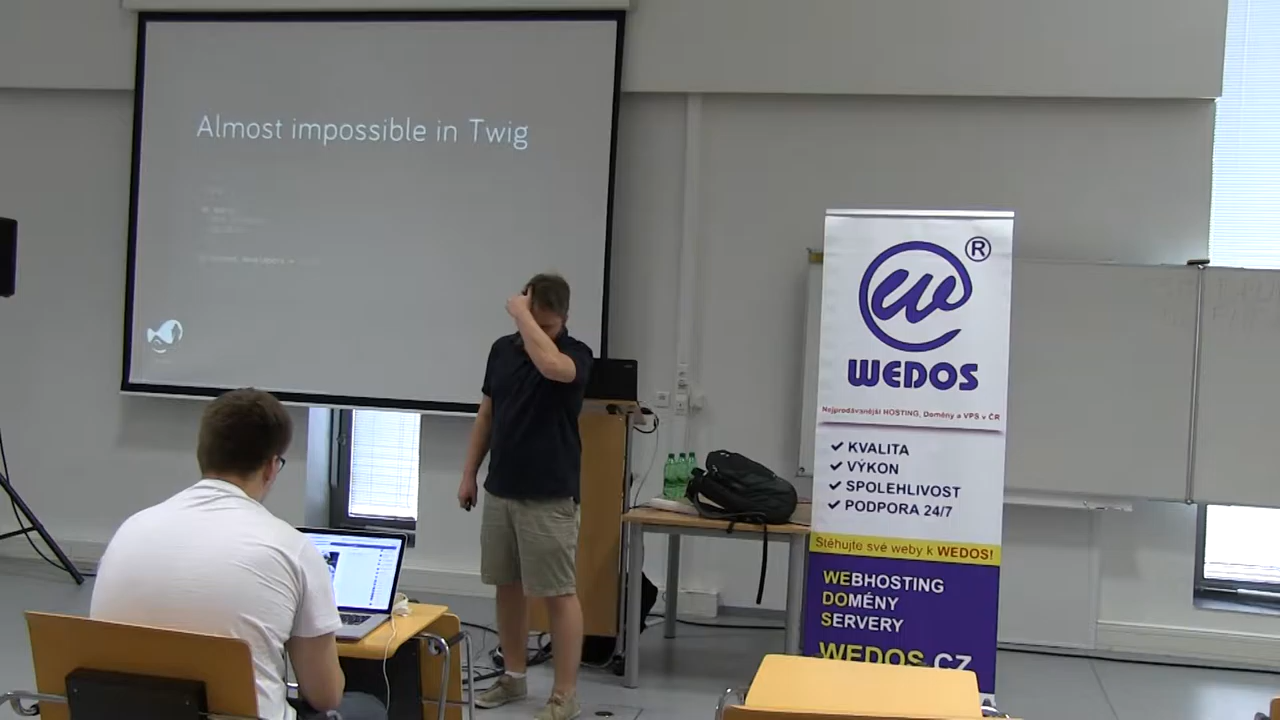 Almost impossible in Twig
®
WEDOS
Nejprodávanější HOSTING, Domény a VPS v ČR
KVALITA
VÝKON
SPOLEHLIVOST
PODPORA 24/7
Stěhujte své weby k WEDOS!
WEBHOSTING
DOMÉNY
SERVERY
WEDOS.CZ